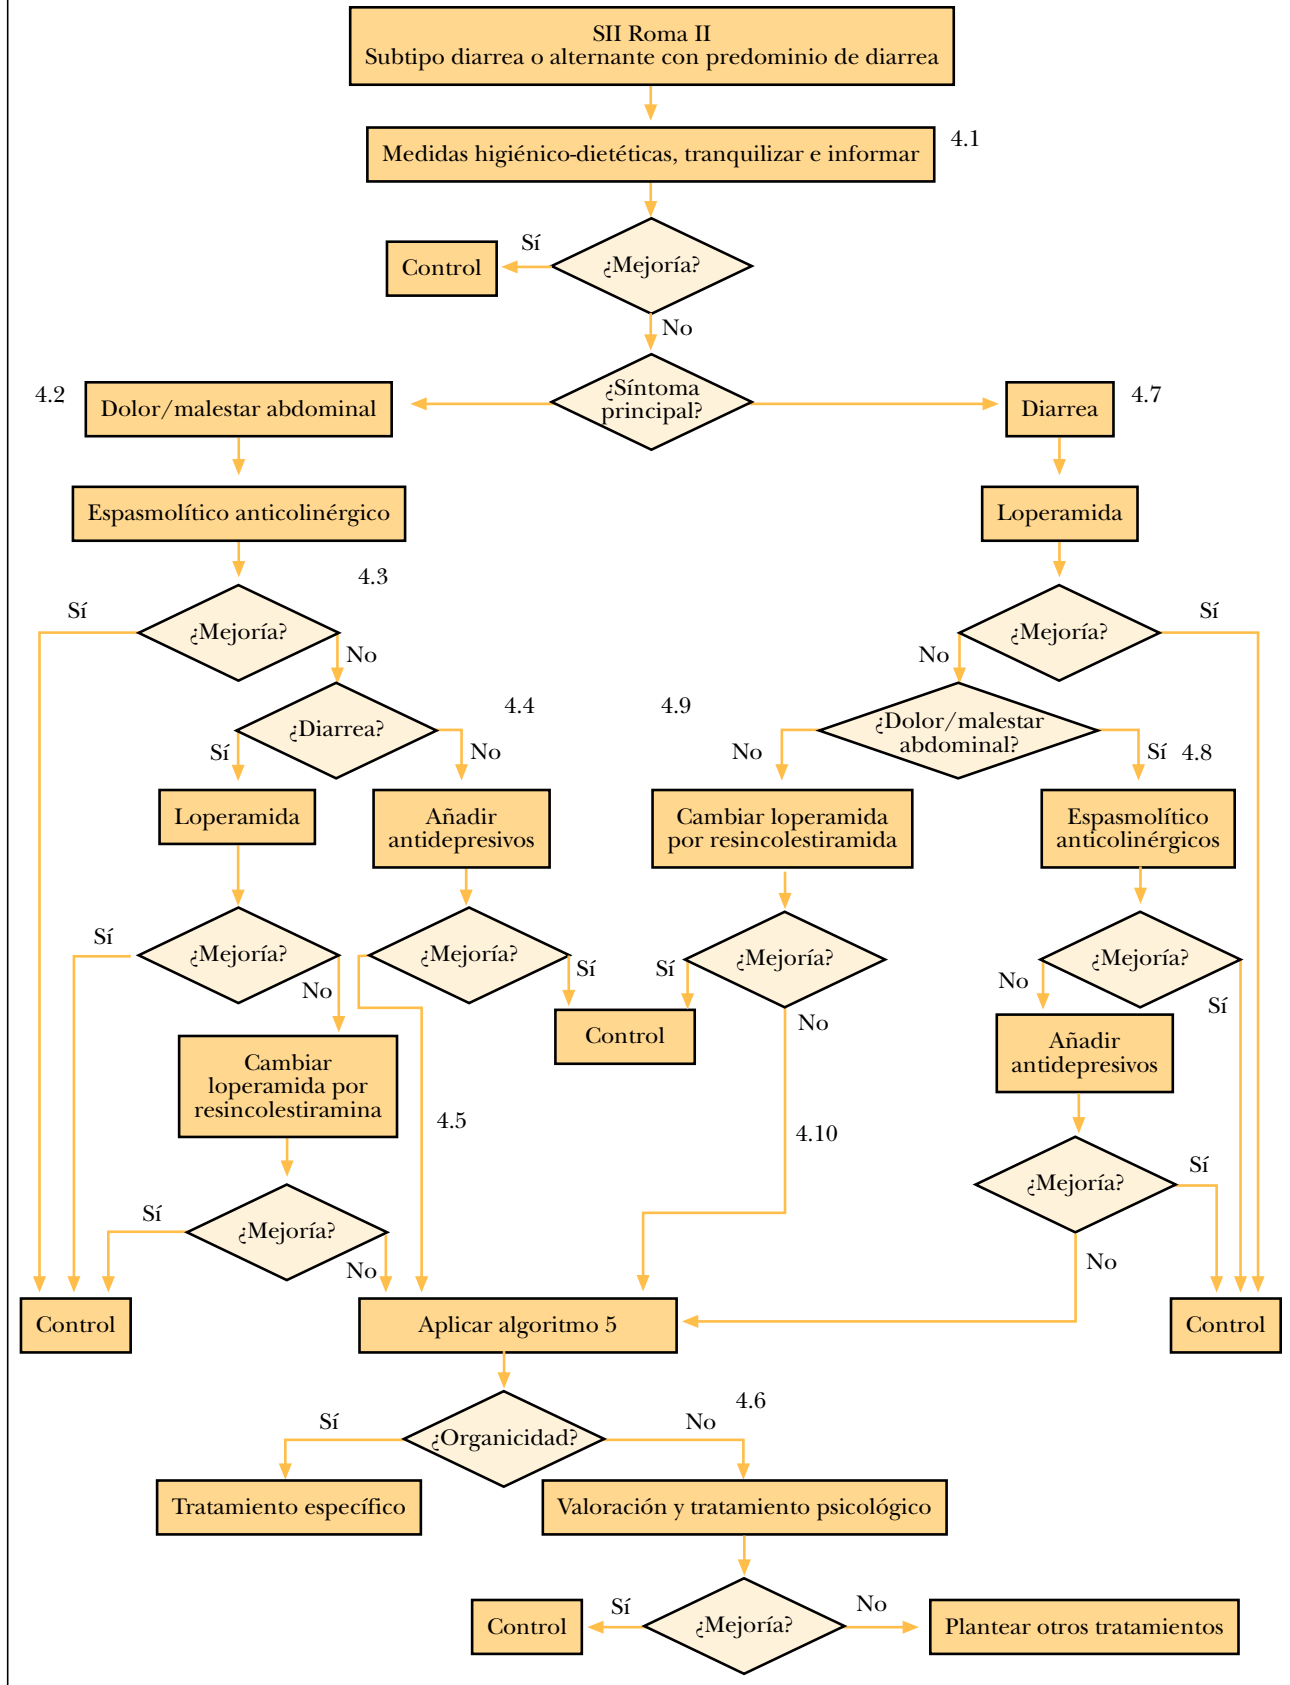 SII Roma II
Subtipo diarrea o alternante con predominio de diarrea
4.1
Medidas higiénico-dietéticas, tranquilizar e informar
Sí
¿Mejoría?
Control
No
¿Síntoma
principal?
4.2
Dolor/malestar abdominal
Diarrea
4.7
Espasmolítico anticolinérgico
Loperamida
4.3
Sí
¿Mejoría?
No
¿Mejoría?
Sí
No
4.4
¿Diarrea?
Sí
No
4.9
¿Dolor/malestar
abdominal?
No
Sí
4.8
Loperamida
Añadir
antidepresivos
Cambiar loperamida
por resincolestiramida
Espasmolítico
anticolinérgicos
Sí
¿Mejoría?
No
¿Mejoría?
Sí
Sí
¿Mejoría?
No
¿Mejoría?
No
Sí
Control
Cambiar
loperamida por
resincolestiramina
Añadir
antidepresivos
4.5
4.10
Sí
¿Mejoría?
No
¿Mejoría?
Sí
No
Control
Aplicar algoritmo 5
Control
4.6
Sí
¿Organicidad?
No
Tratamiento específico
Valoración y tratamiento psicológico
Control
Sí
¿Mejoría?
No
Plantear otros tratamientos